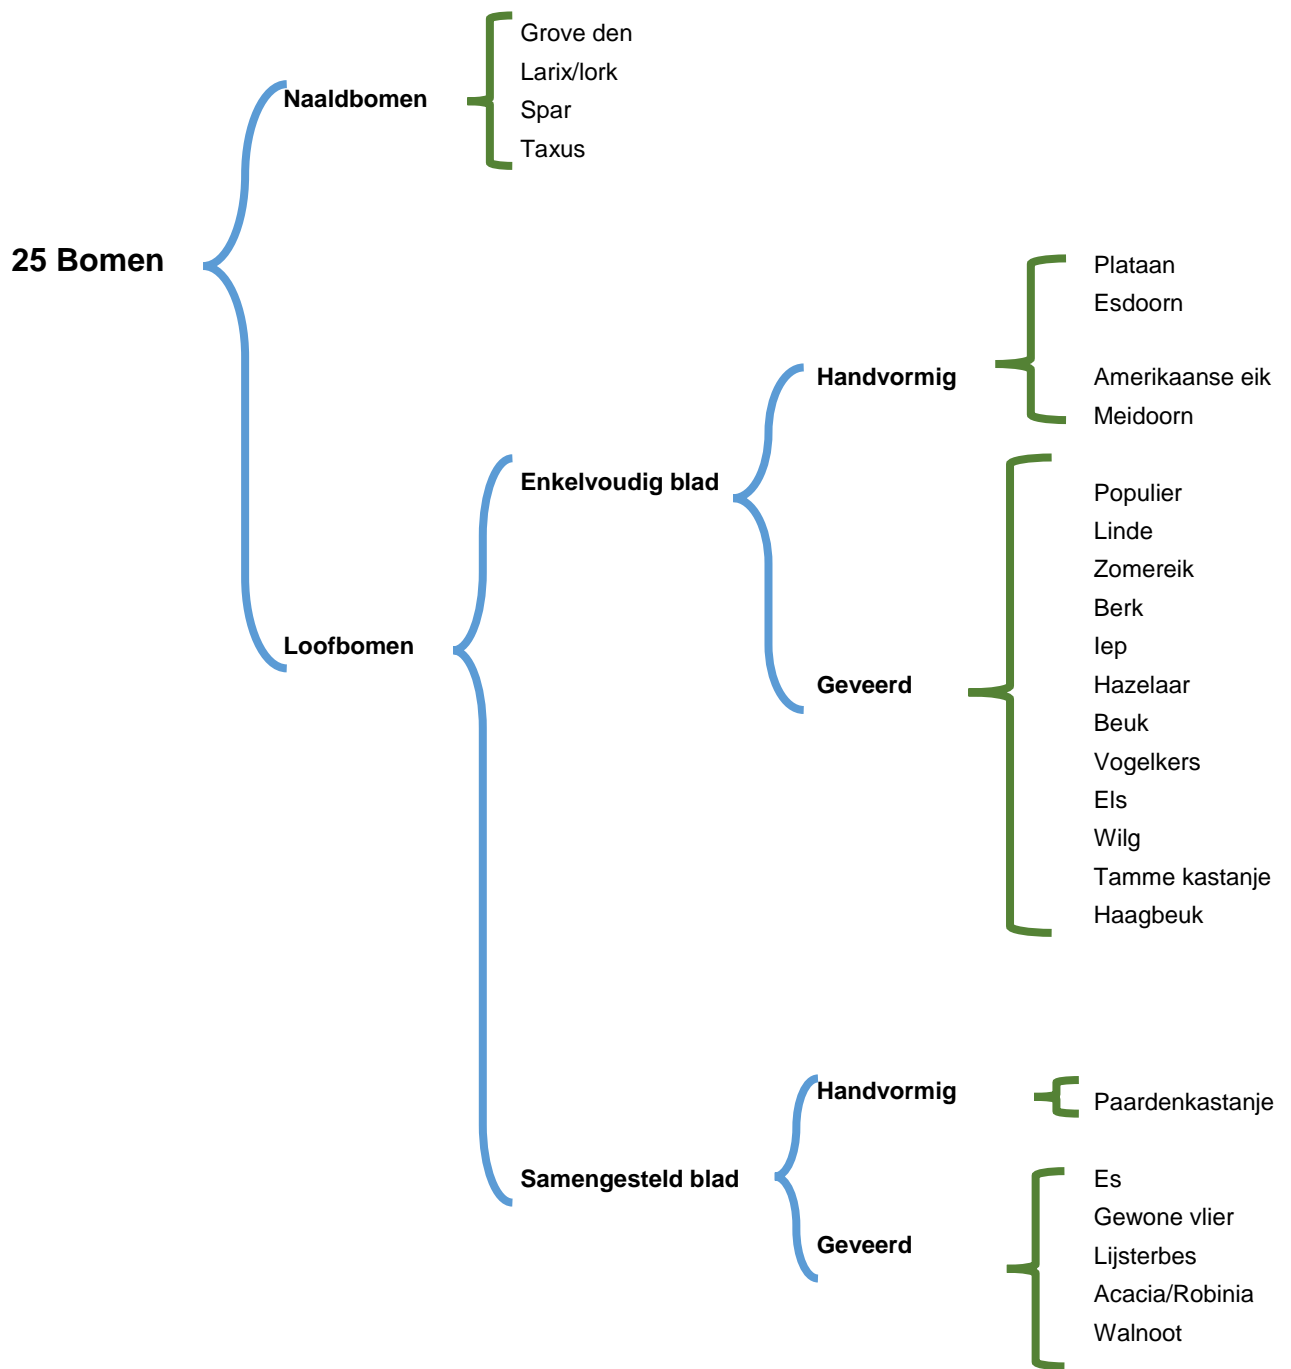 Grove den
Larix/lork
Naaldbomen
Spar
Taxus
25 Bomen
Plataan
Esdoorn
Handvormig
Amerikaanse eik
Meidoorn
Enkelvoudig blad
Populier
Linde
Zomereik
Berk
Loofbomen
Iep
Geveerd
Hazelaar
Beuk
Vogelkers
Els
Wilg
Tamme kastanje
Haagbeuk
Handvormig
Paardenkastanje
Samengesteld blad
Es
Gewone vlier
Geveerd
Lijsterbes
Acacia/Robinia
Walnoot